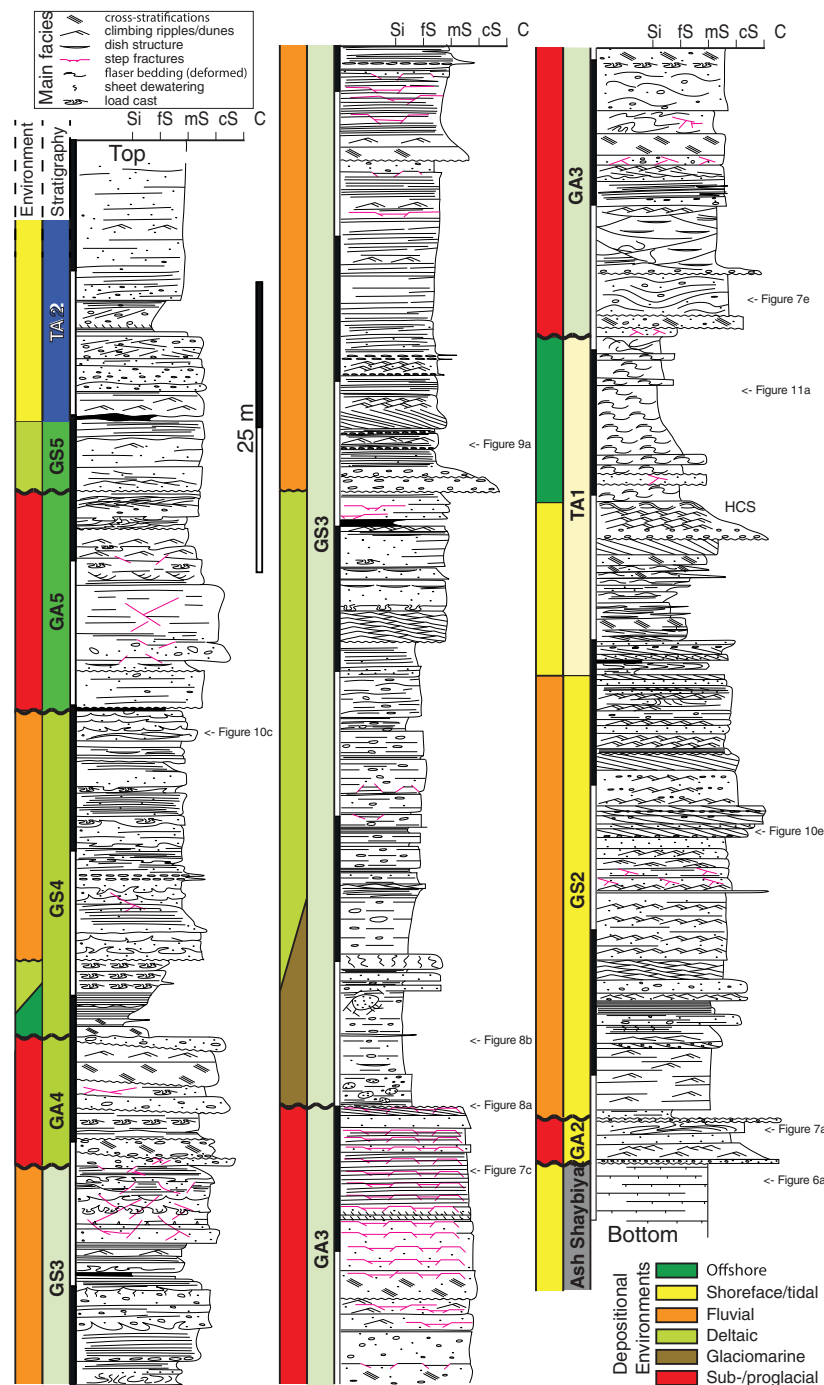 Main facies
cross-stratifications
climbing ripples/dunes
dish structure
step fractures
flaser bedding (deformed)
sheet dewatering
load cast
Si fS mS cS C
Top
Environment
Stratigraphy
TA 2
GS5
GA5
GS4
GA4
GS3
25 m
<- Figure 10c
Si fS mS cS C
GS3
GA3
<- Figure 9a
<- Figure 8b
<- Figure 8a
<- Figure 7c
Si fS mS cS C
GA3
TA1
GS2
GA2
Ash Shaybiyat
<- Figure 7e
<- Figure 11a
HCS
<- Figure 10e
<- Figure 7a
<- Figure 6a
Bottom
Depositional
Environments
Offshore
Shoreface/tidal
Fluvial
Deltaic
Glaciomarine
Sub-/proglacial